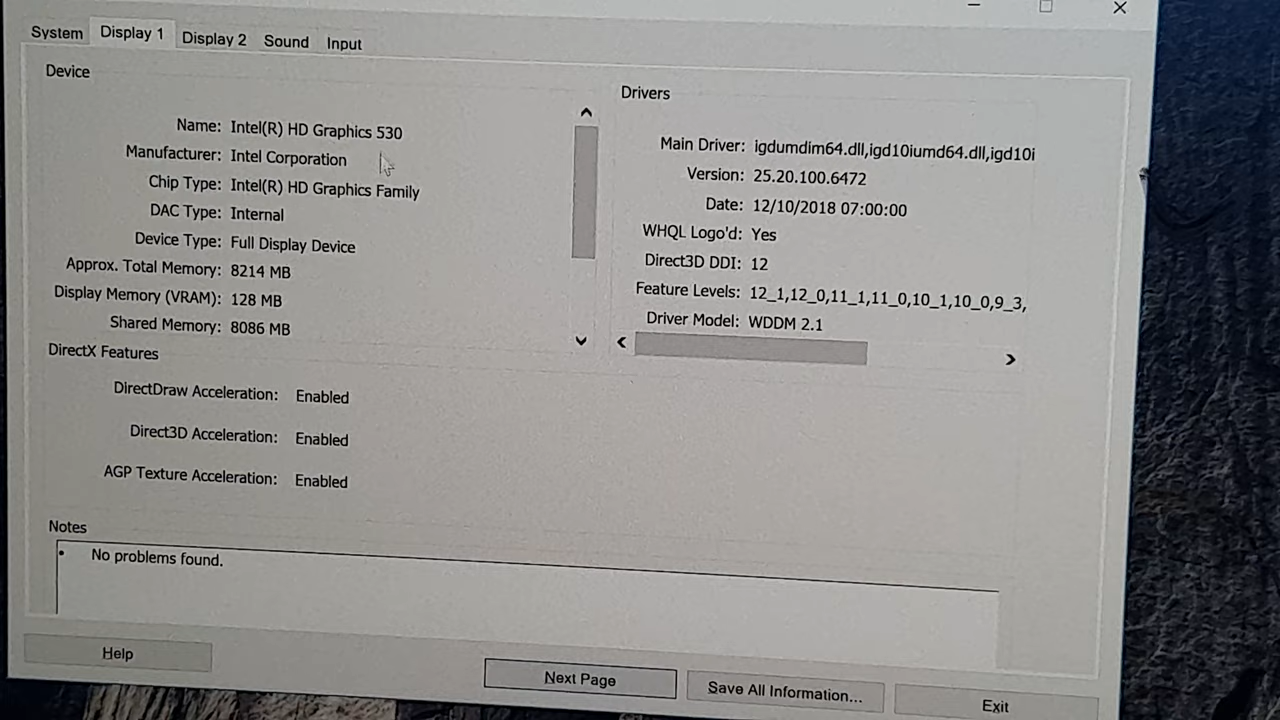 System Display 1 Display 2 Sound Input
Device
Name: Intel(R) HD Graphics 530
Manufacturer: Intel Corporation
Chip Type: Intel(R) HD Graphics Family
DAC Type: Internal
Device Type: Full Display Device
Approx. Total Memory: 8214 MB
Display Memory (VRAM): 128 MB
Shared Memory: 8086 MB
Drivers
Main Driver: igdumdim64.dll,igd10iumd64.dll,igd10i
Version: 25.20.100.6472
Date: 12/10/2018 07:00:00
WHQL Logo'd: Yes
Direct3D DDI: 12
Feature Levels: 12_1,12_0,11_1,11_0,10_1,10_0,9_3,
Driver Model: WDDM 2.1
DirectX Features
DirectDraw Acceleration: Enabled
Direct3D Acceleration: Enabled
AGP Texture Acceleration: Enabled
Notes
• No problems found.
Help Next Page Save All Information... Exit